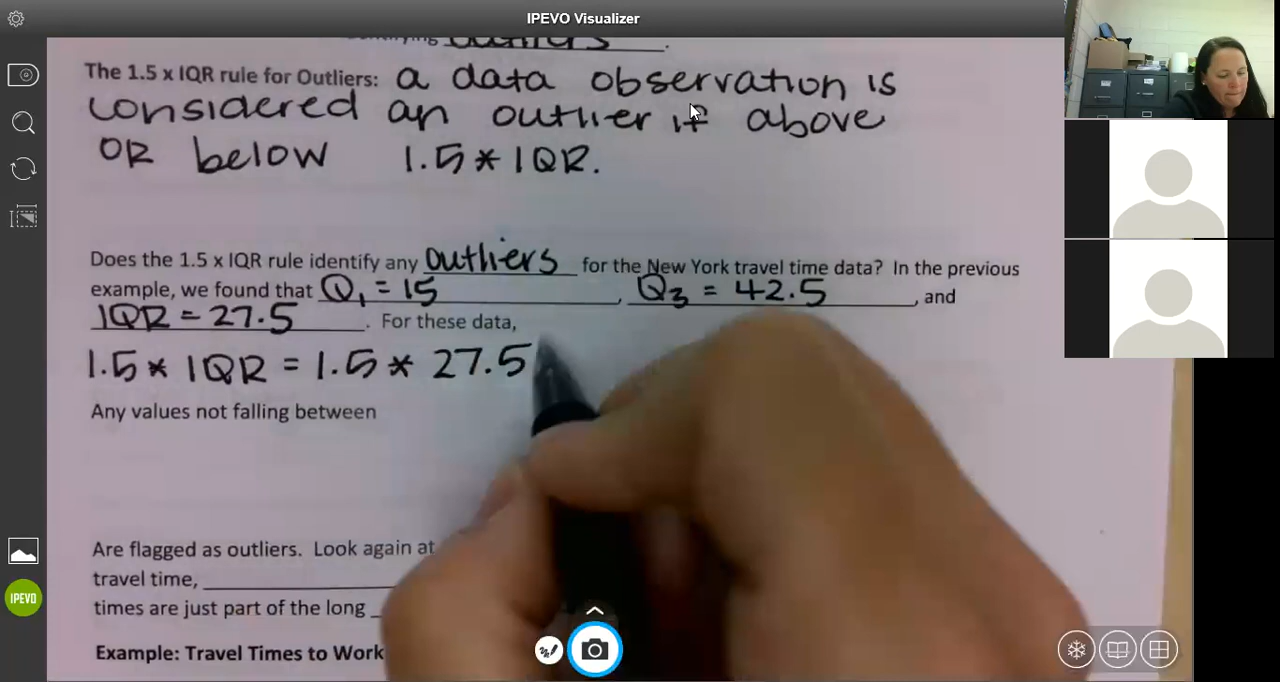 IPEVO Visualizer
outliers
The 1.5 x IQR rule for Outliers: a data observation is
considered an outlier if above
OR below 1.5 * IQR.
Does the 1.5 x IQR rule identify any outliers for the New York travel time data? In the previous
example, we found that Q1 = 15, Q3 = 42.5, and
IQR = 27.5. For these data,
1.5 * IQR = 1.5 * 27.5
Any values not falling between
Are flagged as outliers. Look again at
travel time,
times are just part of the long
Example: Travel Times to Work
IPEVO